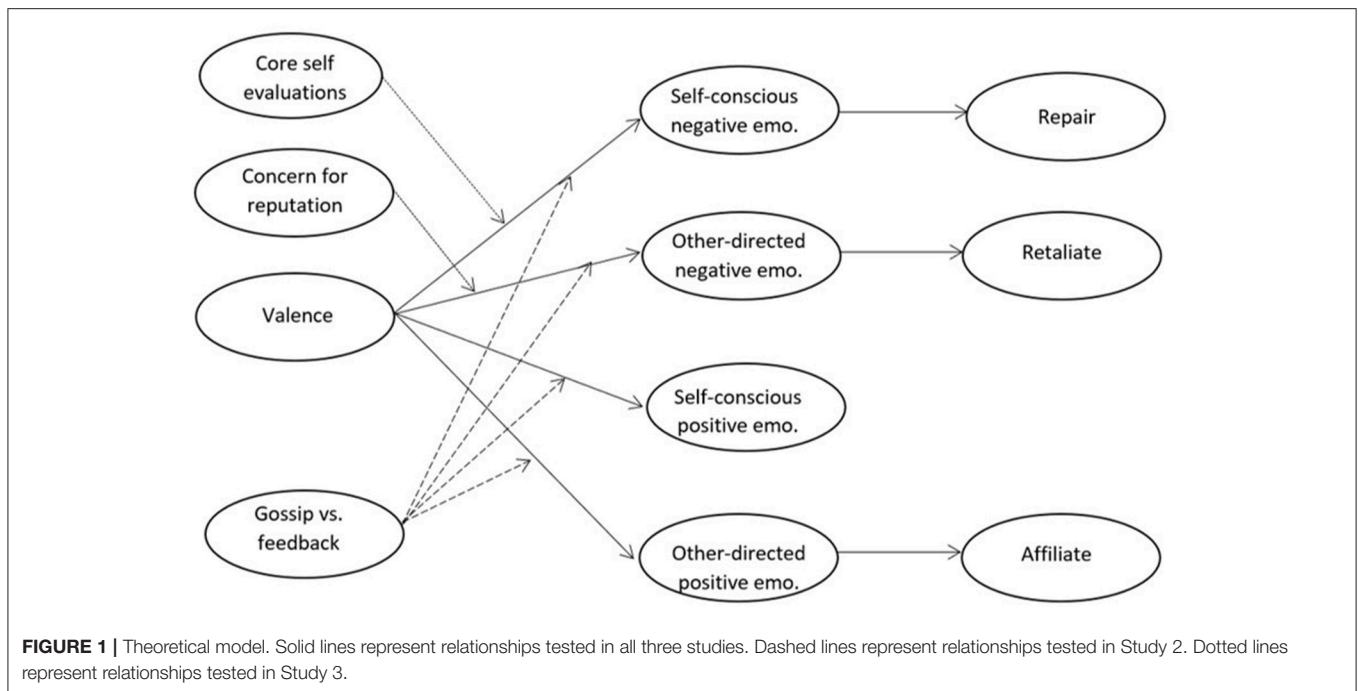 Core self
evaluations
Concern for
reputation
Valence
Gossip vs.
feedback
Self-conscious
negative emo.
Other-directed
negative emo.
Self-conscious
positive emo.
Other-directed
positive emo.
Repair
Retaliate
Affiliate
FIGURE 1 | Theoretical model. Solid lines represent relationships tested in all three studies. Dashed lines represent relationships tested in Study 2. Dotted lines
represent relationships tested in Study 3.